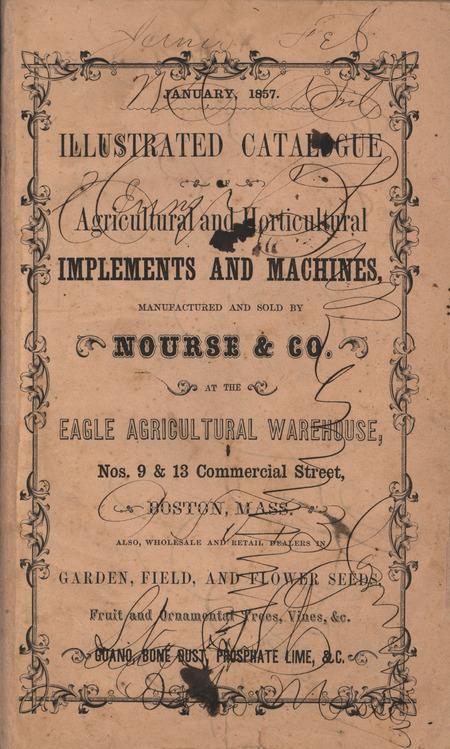 JANUARY, 1857.
ILLUSTRATED CATALOGUE
OF
Agricultural and Horticultural
IMPLEMENTS AND MACHINES,
MANUFACTURED AND SOLD BY
NOURSE & CO.
AT THE
EAGLE AGRICULTURAL WAREHOUSE,
Nos. 9 & 13 Commercial Street,
BOSTON, MASS.
ALSO, WHOLESALE AND RETAIL DEALERS IN
GARDEN, FIELD, AND FLOWER SEEDS,
Fruit and Ornamental Trees, Vines, &c.
GUANO, BONE DUST, PHOSPHATE LIME, &C.